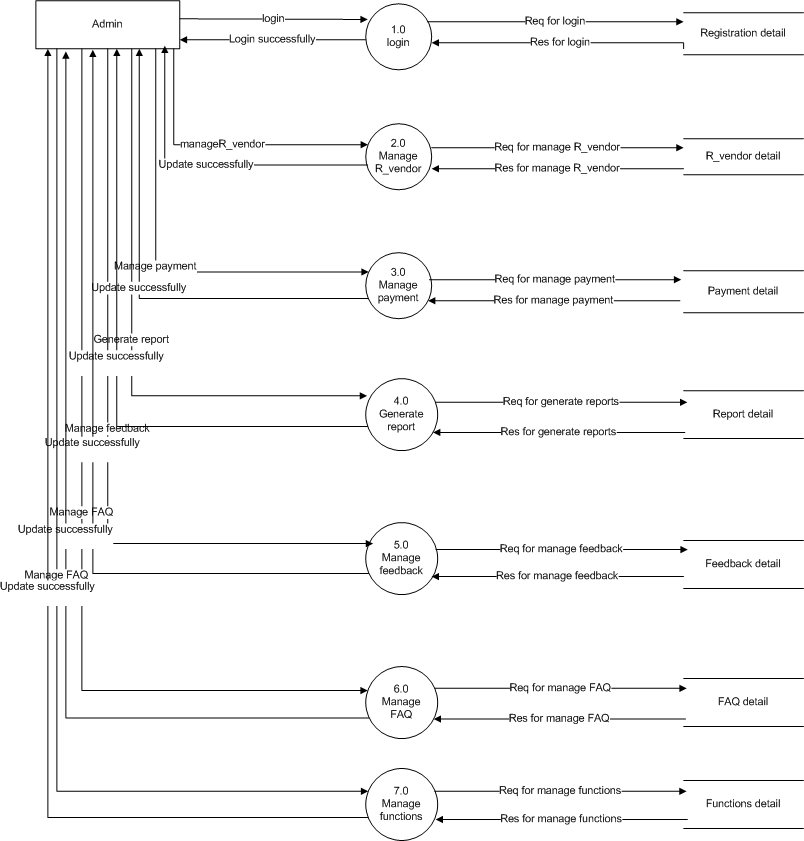 Admin
login
Login successfully
1.0
login
Req for login
Res for login
Registration detail
manageR_vendor
Update successfully
2.0
Manage
R_vendor
Req for manage R_vendor
Res for manage R_vendor
R_vendor detail
Manage payment
Update successfully
3.0
Manage
payment
Req for manage payment
Res for manage payment
Payment detail
Generate report
Update successfully
4.0
Generate
report
Req for generate reports
Res for generate reports
Report detail
Manage feedback
Update successfully
5.0
Manage
feedback
Req for manage feedback
Res for manage feedback
Feedback detail
Manage FAQ
Update successfully
6.0
Manage
FAQ
Req for manage FAQ
Res for manage FAQ
FAQ detail
Manage FAQ
Update successfully
7.0
Manage
functions
Req for manage functions
Res for manage functions
Functions detail